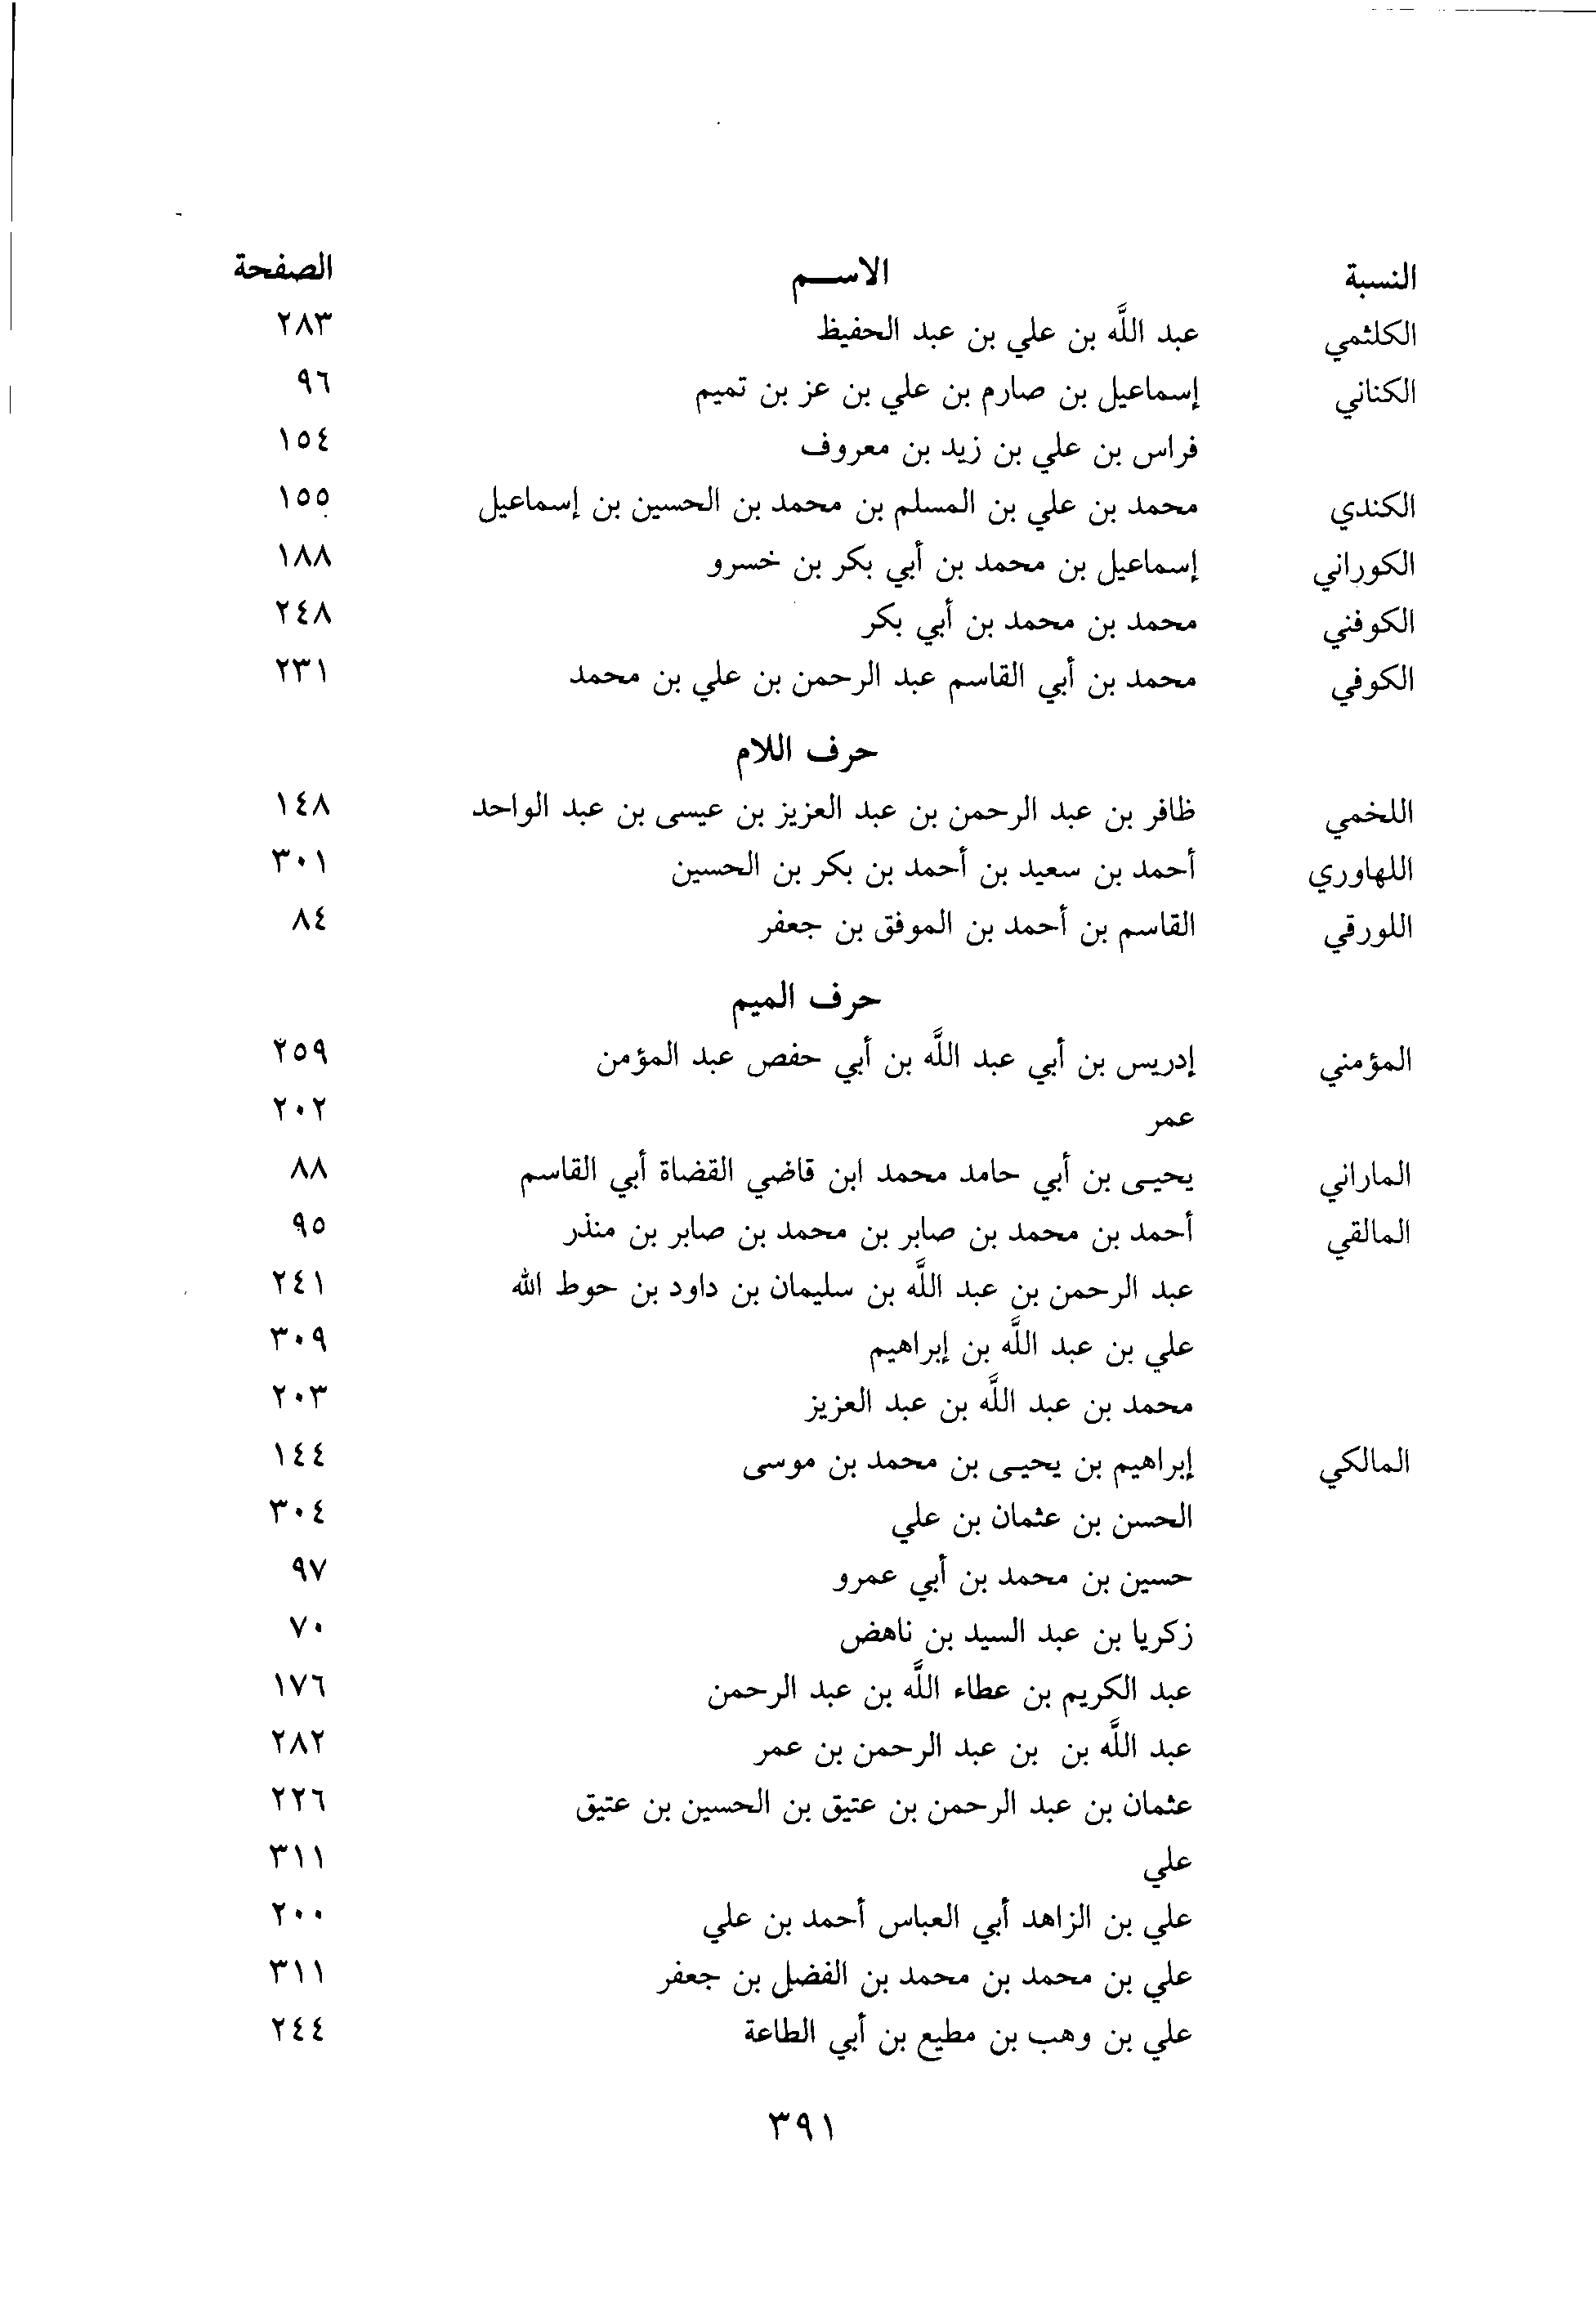 النسبة الاســـم الصفحة
الكلثمي عبد اللَّه بن علي بن عبد الحفيظ ٢٨٣
الكناني إسماعيل بن صارم بن علي بن عز بن تميم ٩٦
فراس بن علي بن زيد بن معروف ١٥٤
الكندي محمد بن علي بن المسلم بن محمد بن الحسين بن إسماعيل ١٥٥
الكوراني إسماعيل بن محمد بن أبي بكر بن خسرو ١٨٨
الكوفني محمد بن محمد بن أبي بكر ٢٤٨
الكوفي محمد بن أبي القاسم عبد الرحمن بن علي بن محمد ٢٣١
حرف اللام
اللخمي ظافر بن عبد الرحمن بن عبد العزيز بن عيسى بن عبد الواحد ١٤٨
اللهاوري أحمد بن سعيد بن أحمد بن بكر بن الحسين ٣٠١
اللورقي القاسم بن أحمد بن الموفق بن جعفر ٨٤
حرف الميم
المؤمني إدريس بن أبي عبد اللَّه بن أبي حفص عبد المؤمن ٢٥٩
عمر ٢٠٢
الماراني يحيـى بن أبي حامد محمد ابن قاضي القضاة أبي القاسم ٨٨
المالقي أحمد بن محمد بن صابر بن محمد بن صابر بن منذر ٩٥
عبد الرحمن بن عبد اللَّه بن سليمان بن داود بن حوط الله ٢٤١
علي بن عبد اللَّه بن إبراهيم ٣٠٩
محمد بن عبد اللَّه بن عبد العزيز ٢٠٣
المالكي إبراهيم بن يحيـى بن محمد بن موسى ١٤٤
الحسن بن عثمان بن علي ٣٠٤
حسين بن محمد بن أبي عمرو ٩٧
زكريا بن عبد السيد بن ناهض ٧٠
عبد الكريم بن عطاء اللَّه بن عبد الرحمن ١٧٦
عبد اللَّه بن بن عبد الرحمن بن عمر ٢٨٢
عثمان بن عبد الرحمن بن عتيق بن الحسين بن عتيق ٢٢٦
علي ٣١١
علي بن الزاهد أبي العباس أحمد بن علي ٢٠٠
علي بن محمد بن محمد بن الفضل بن جعفر ٣١١
علي بن وهب بن مطيع بن أبي الطاعة ٢٤٤
٣٩١